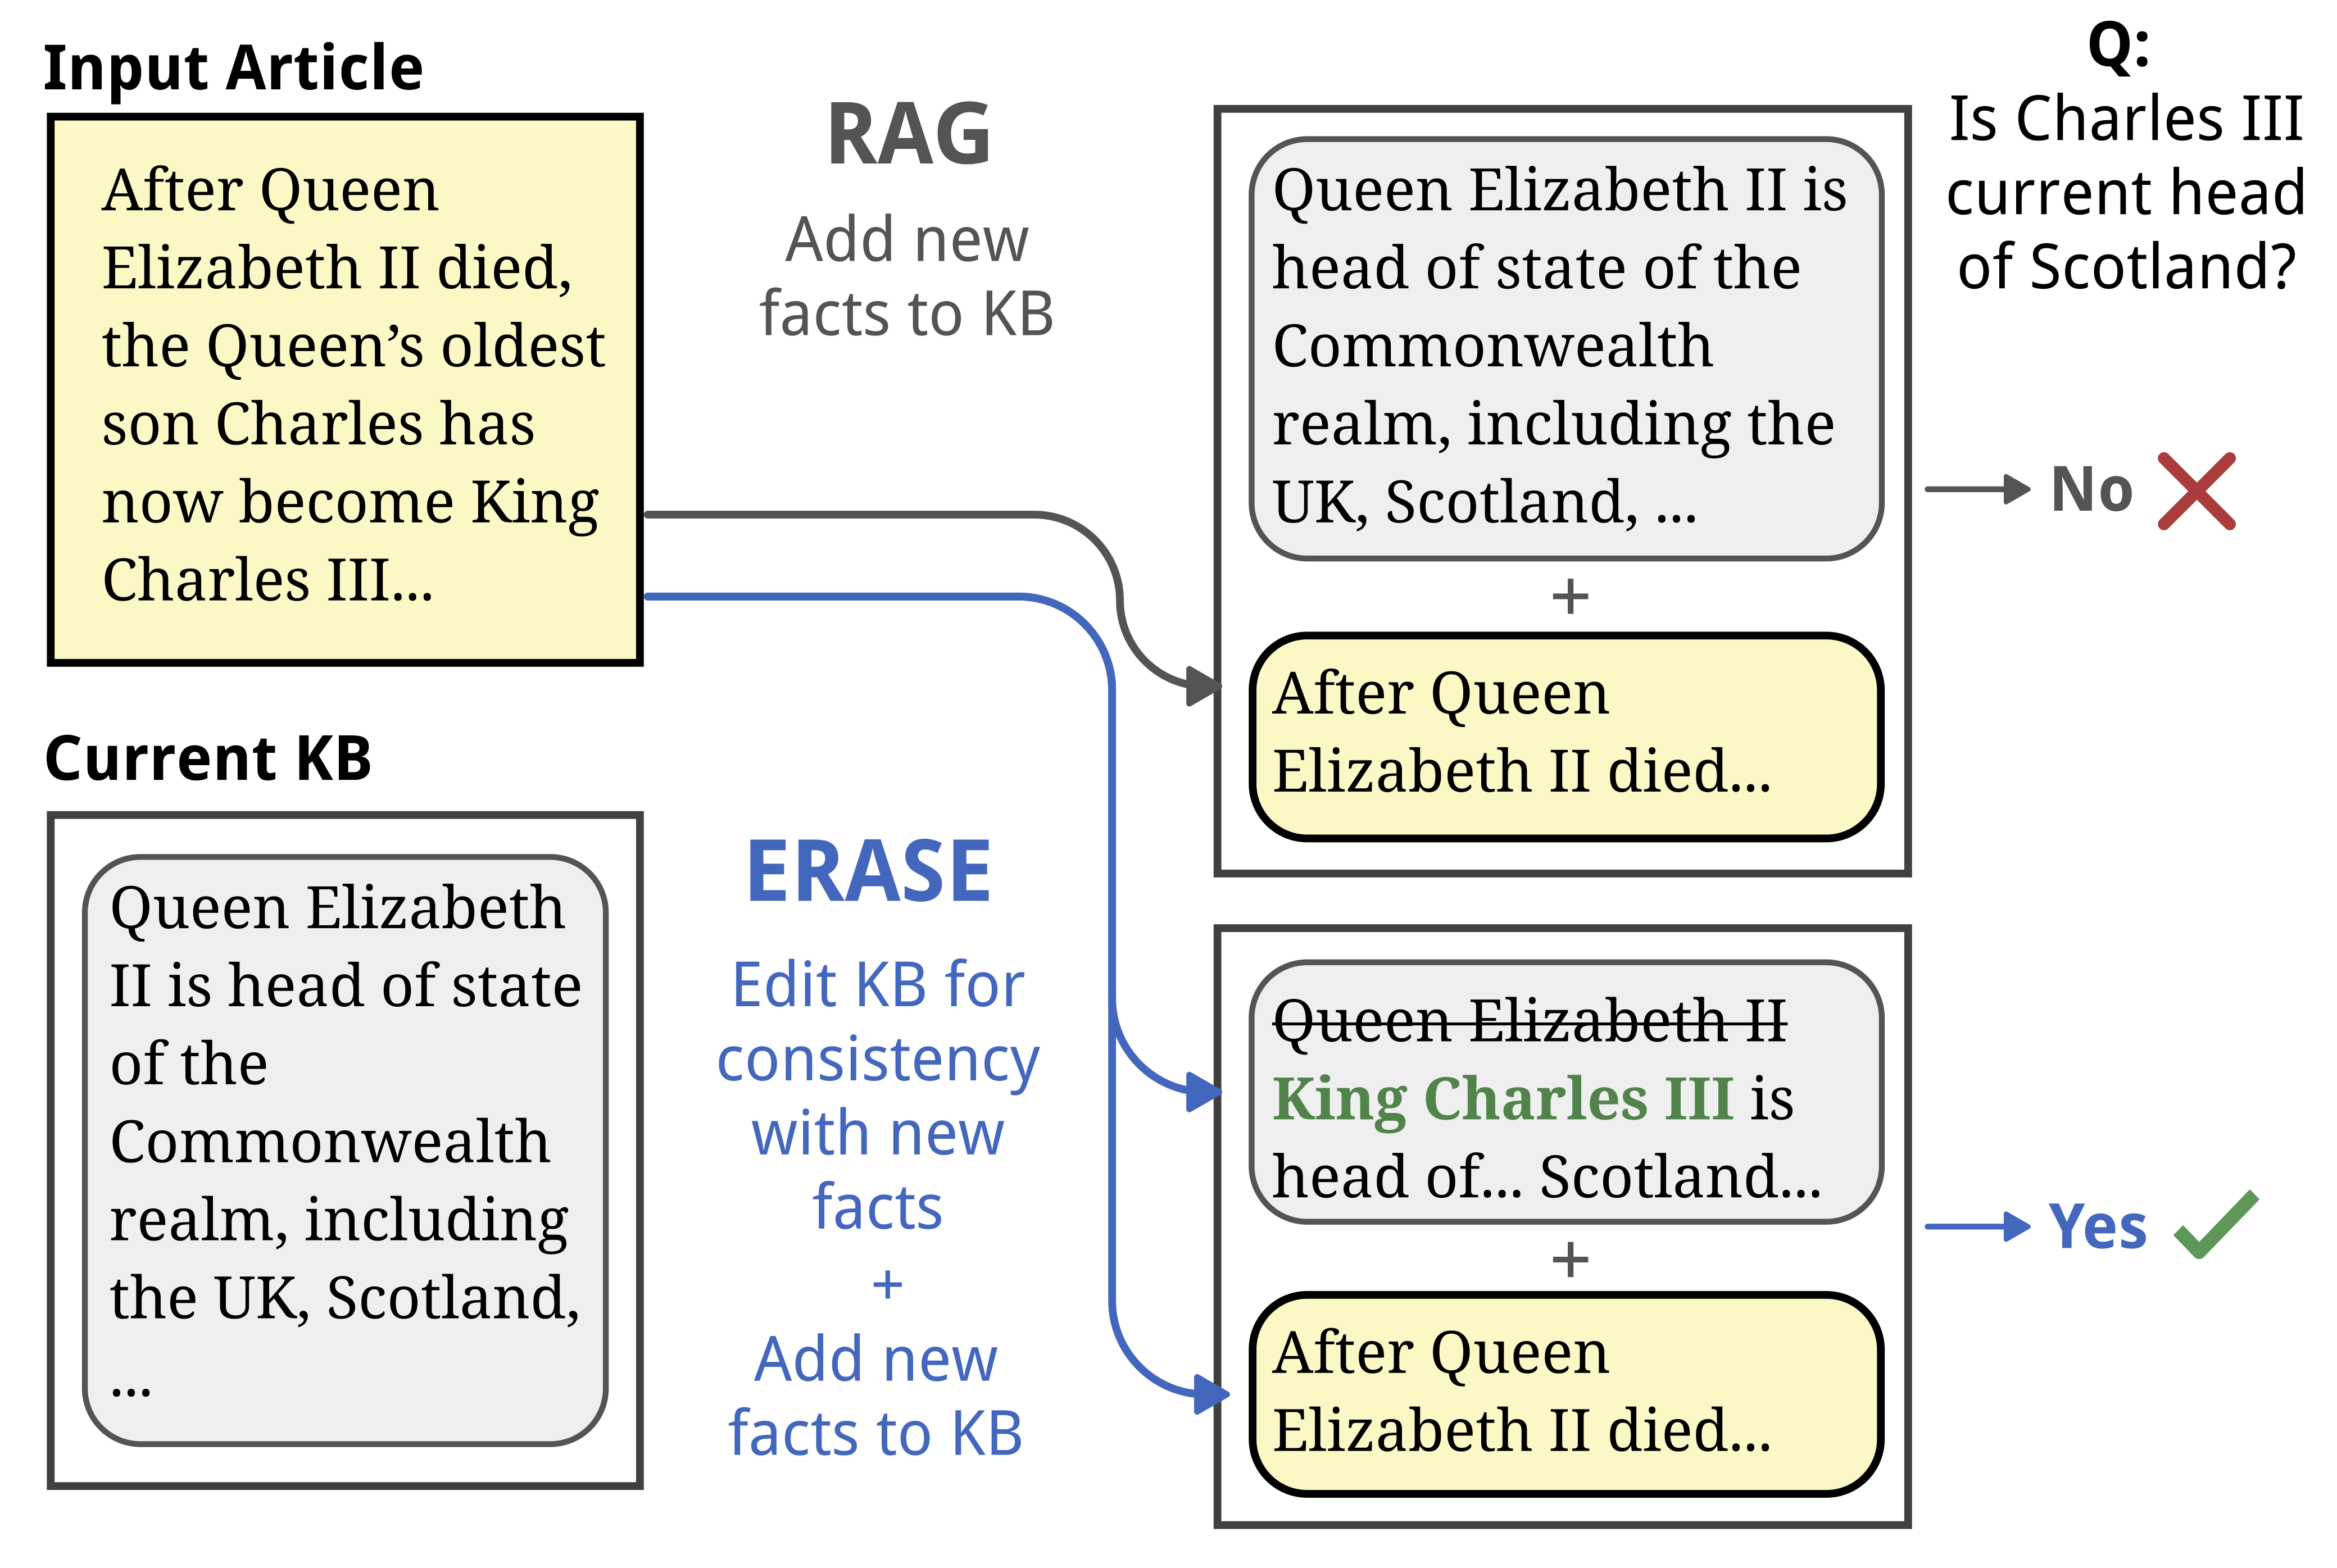 Input Article
After Queen
Elizabeth II died,
the Queen’s oldest
son Charles has
now become King
Charles III...
Current KB
Queen Elizabeth
II is head of state
of the
Commonwealth
realm, including
the UK, Scotland,
...
RAG
Add new
facts to KB
ERASE
Edit KB for
consistency
with new
facts
+
Add new
facts to KB
Queen Elizabeth II is
head of state of the
Commonwealth
realm, including the
UK, Scotland, ...
+
After Queen
Elizabeth II died...
Queen Elizabeth II
King Charles III is
head of... Scotland...
+
After Queen
Elizabeth II died...
Q:
Is Charles III
current head
of Scotland?
No
Yes